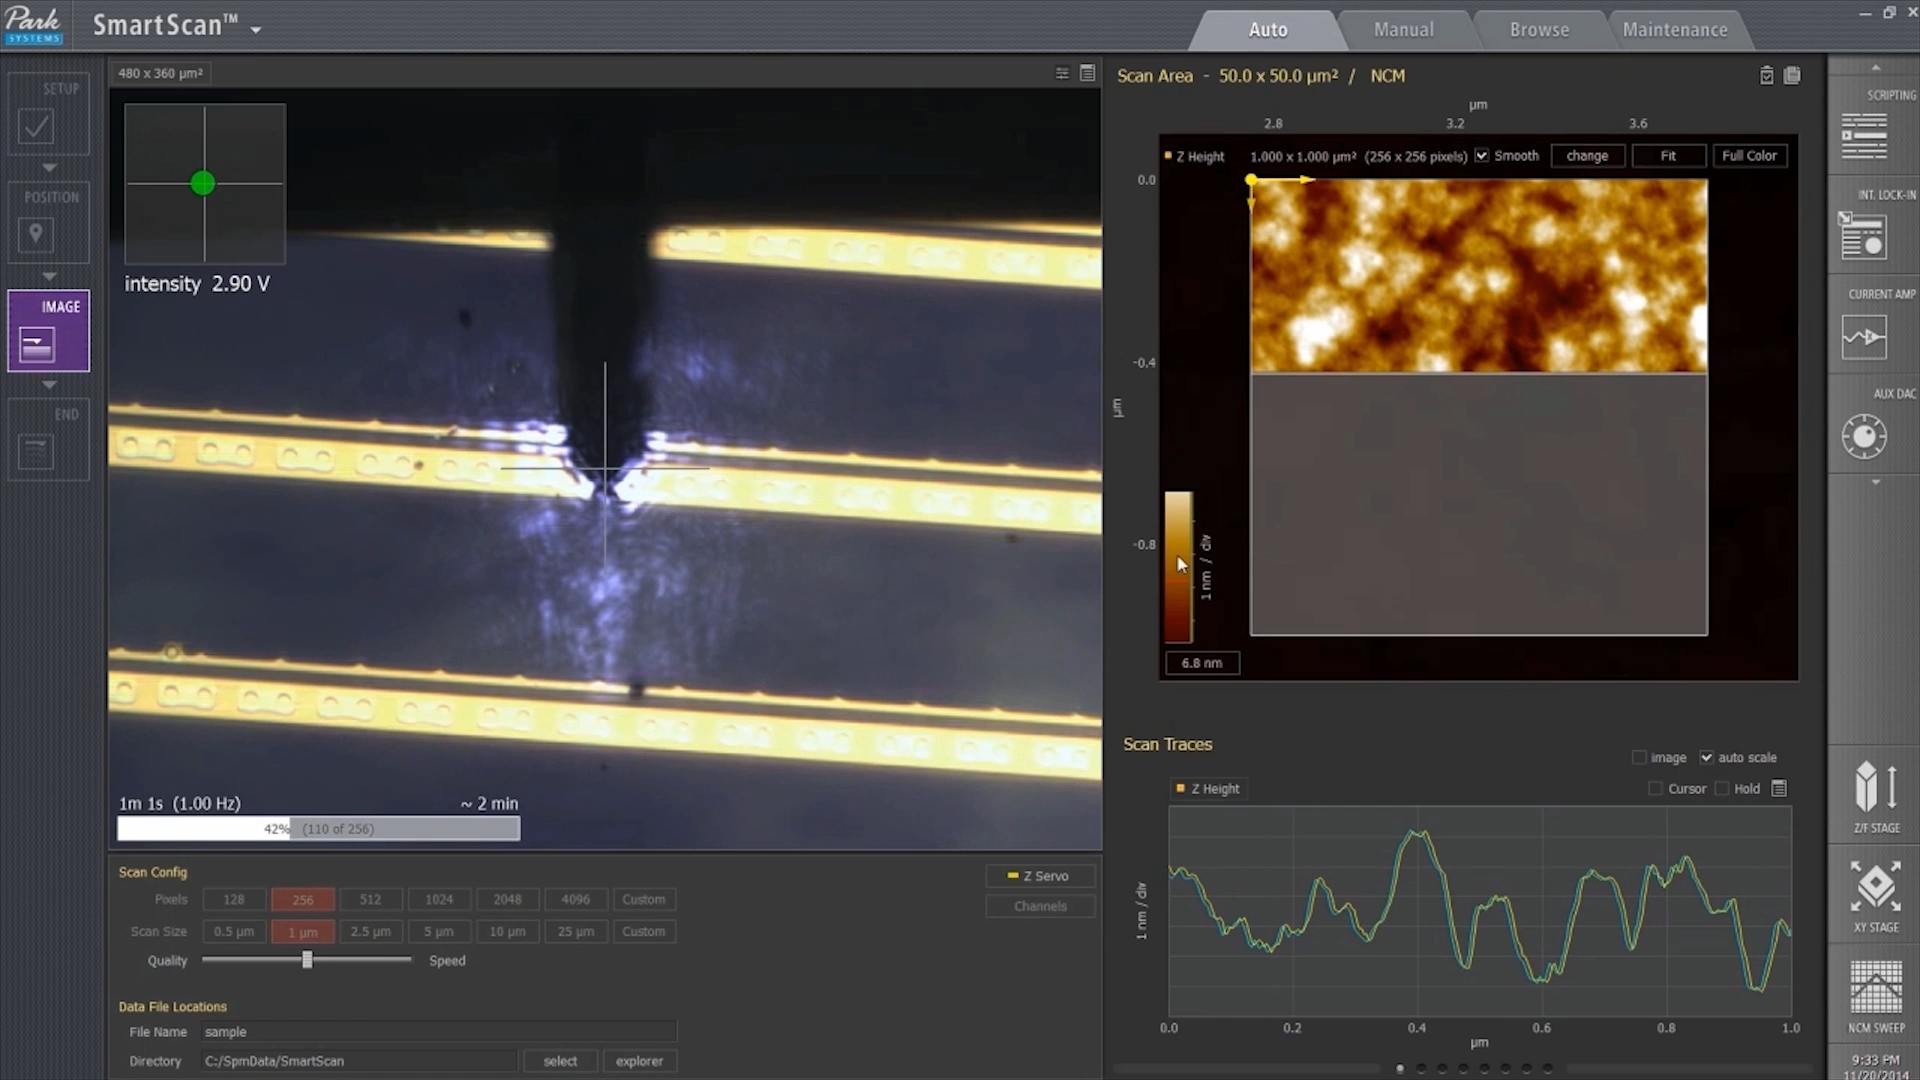 Park
SYSTEMS
SmartScan™
Auto
Manual
Browse
Maintenance
SETUP
POSITION
IMAGE
END
480 x 360 µm²
intensity 2.90 V
1m 1s (1.00 Hz)
~ 2 min
42% (110 of 256)
Scan Config
Pixels 128 256 512 1024 2048 4096 Custom
Scan Size 0.5 µm 1 µm 2.5 µm 5 µm 10 µm 25 µm Custom
Quality Speed
Z Servo
Channels
Data File Locations
File Name sample
Directory C:/SpmData/SmartScan select explorer
Scan Area - 50.0 x 50.0 µm² / NCM
µm
2.8 3.2 3.6
Z Height 1.000 x 1.000 µm² (256 x 256 pixels) Smooth change Fit Full Color
0.0
-0.4
µm
-0.8
1 nm / div
6.8 nm
Scan Traces
image auto scale
Z Height
Cursor Hold
1 nm / div
0.0 0.2 0.4 0.6 0.8 1.0
µm
SCRIPTING
INT. LOCK-IN
CURRENT AMP
AUX DAC
Z/F STAGE
XY STAGE
NCM SWEEP
9:33 PM
11/20/2014